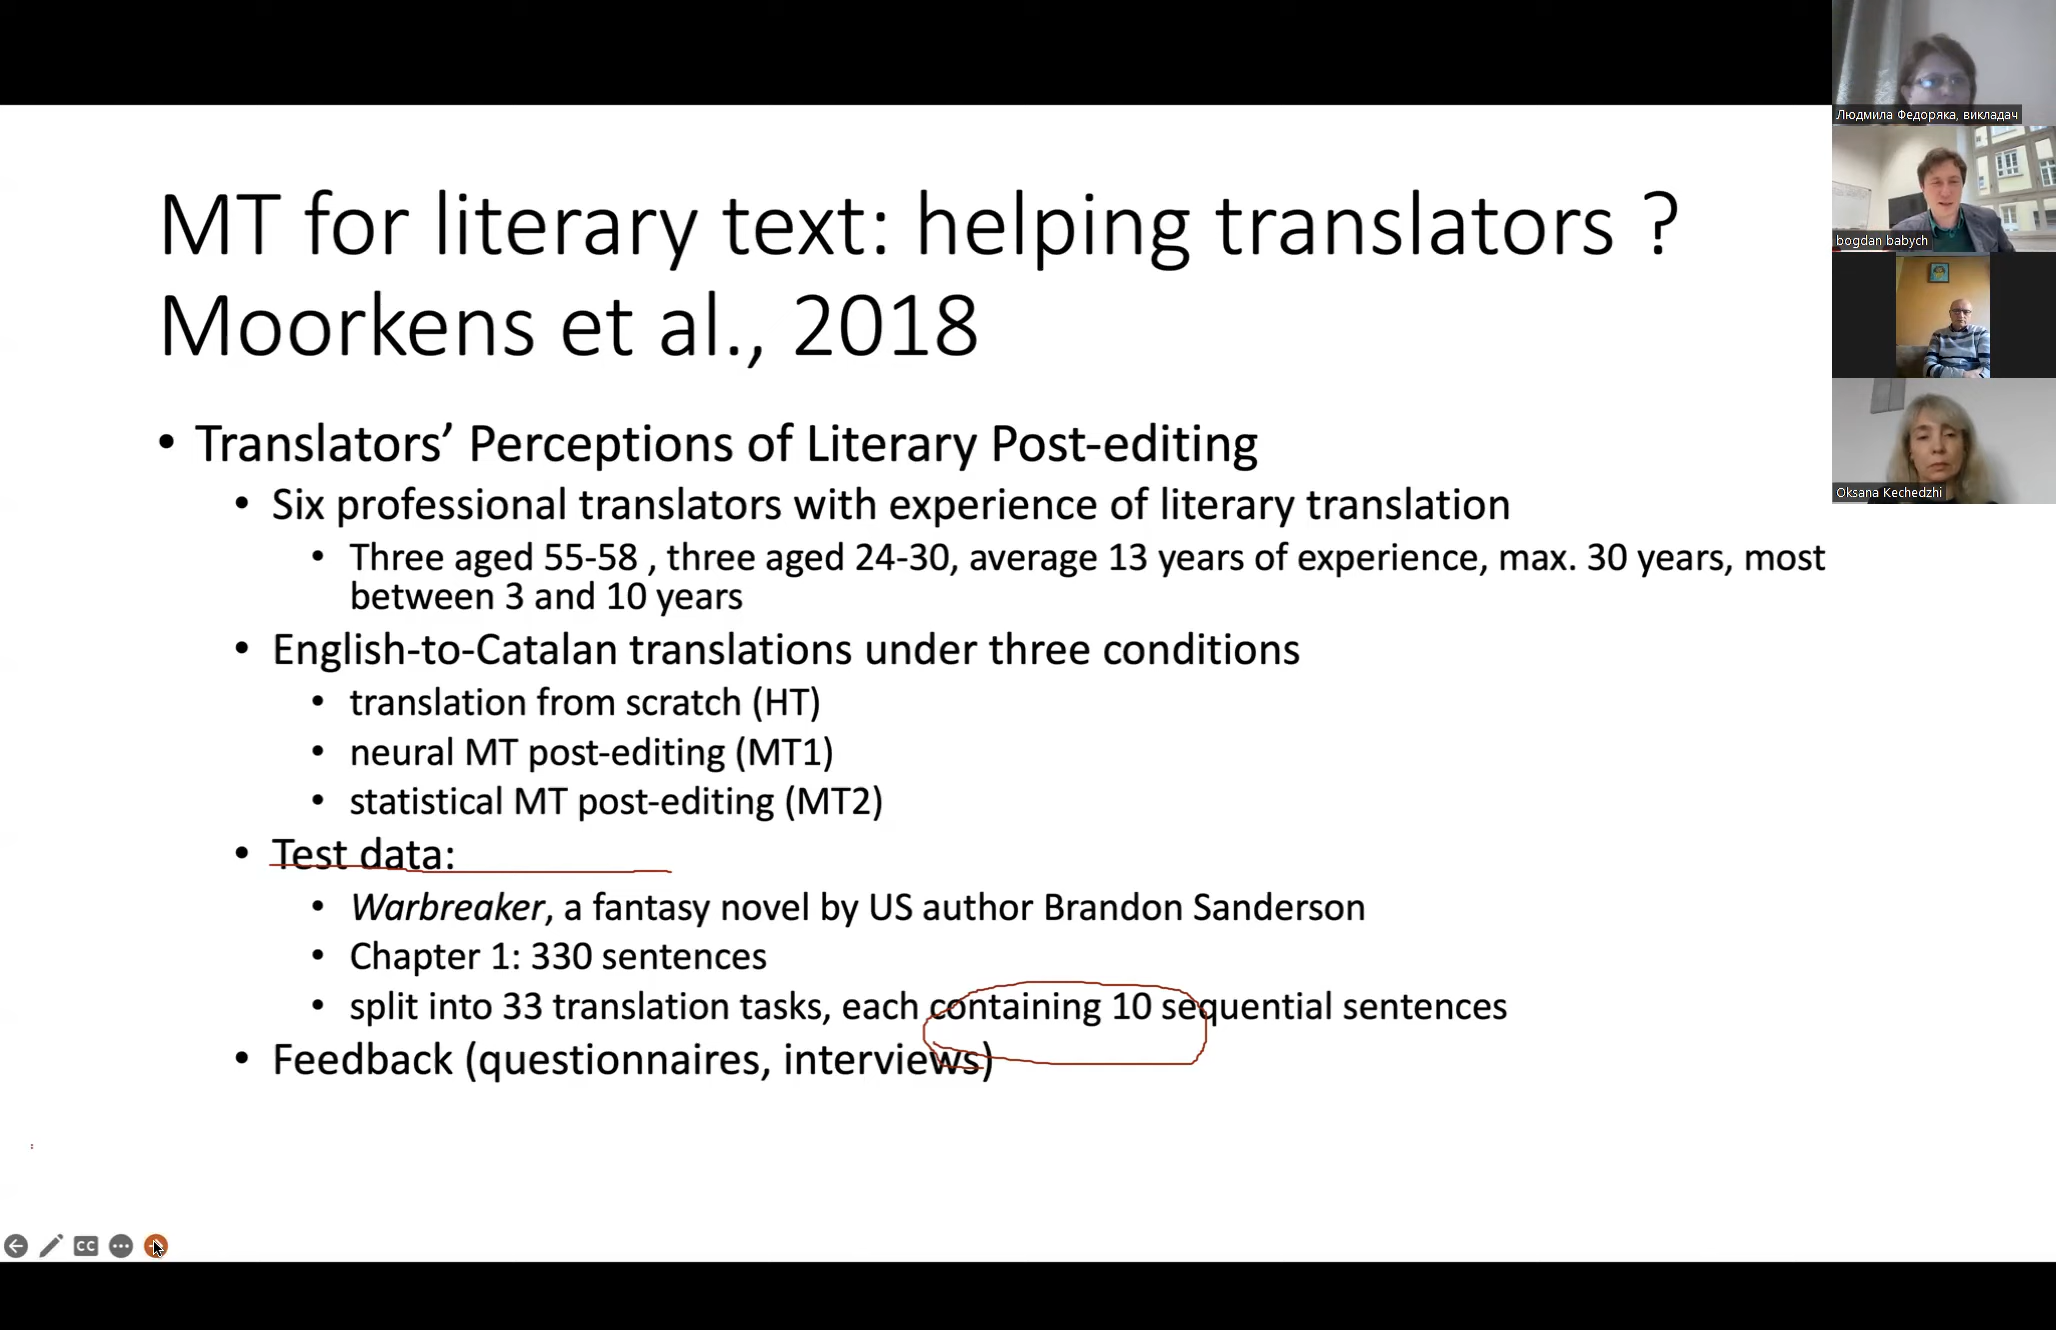 MT for literary text: helping translators ?
Moorkens et al., 2018
• Translators’ Perceptions of Literary Post-editing
• Six professional translators with experience of literary translation
• Three aged 55-58 , three aged 24-30, average 13 years of experience, max. 30 years, most
between 3 and 10 years
• English-to-Catalan translations under three conditions
• translation from scratch (HT)
• neural MT post-editing (MT1)
• statistical MT post-editing (MT2)
• Test data:
• Warbreaker, a fantasy novel by US author Brandon Sanderson
• Chapter 1: 330 sentences
• split into 33 translation tasks, each containing 10 sequential sentences
• Feedback (questionnaires, interviews)
CC
Людмила Федоряка, викладач
bogdan babych
Oksana Kechedzhi